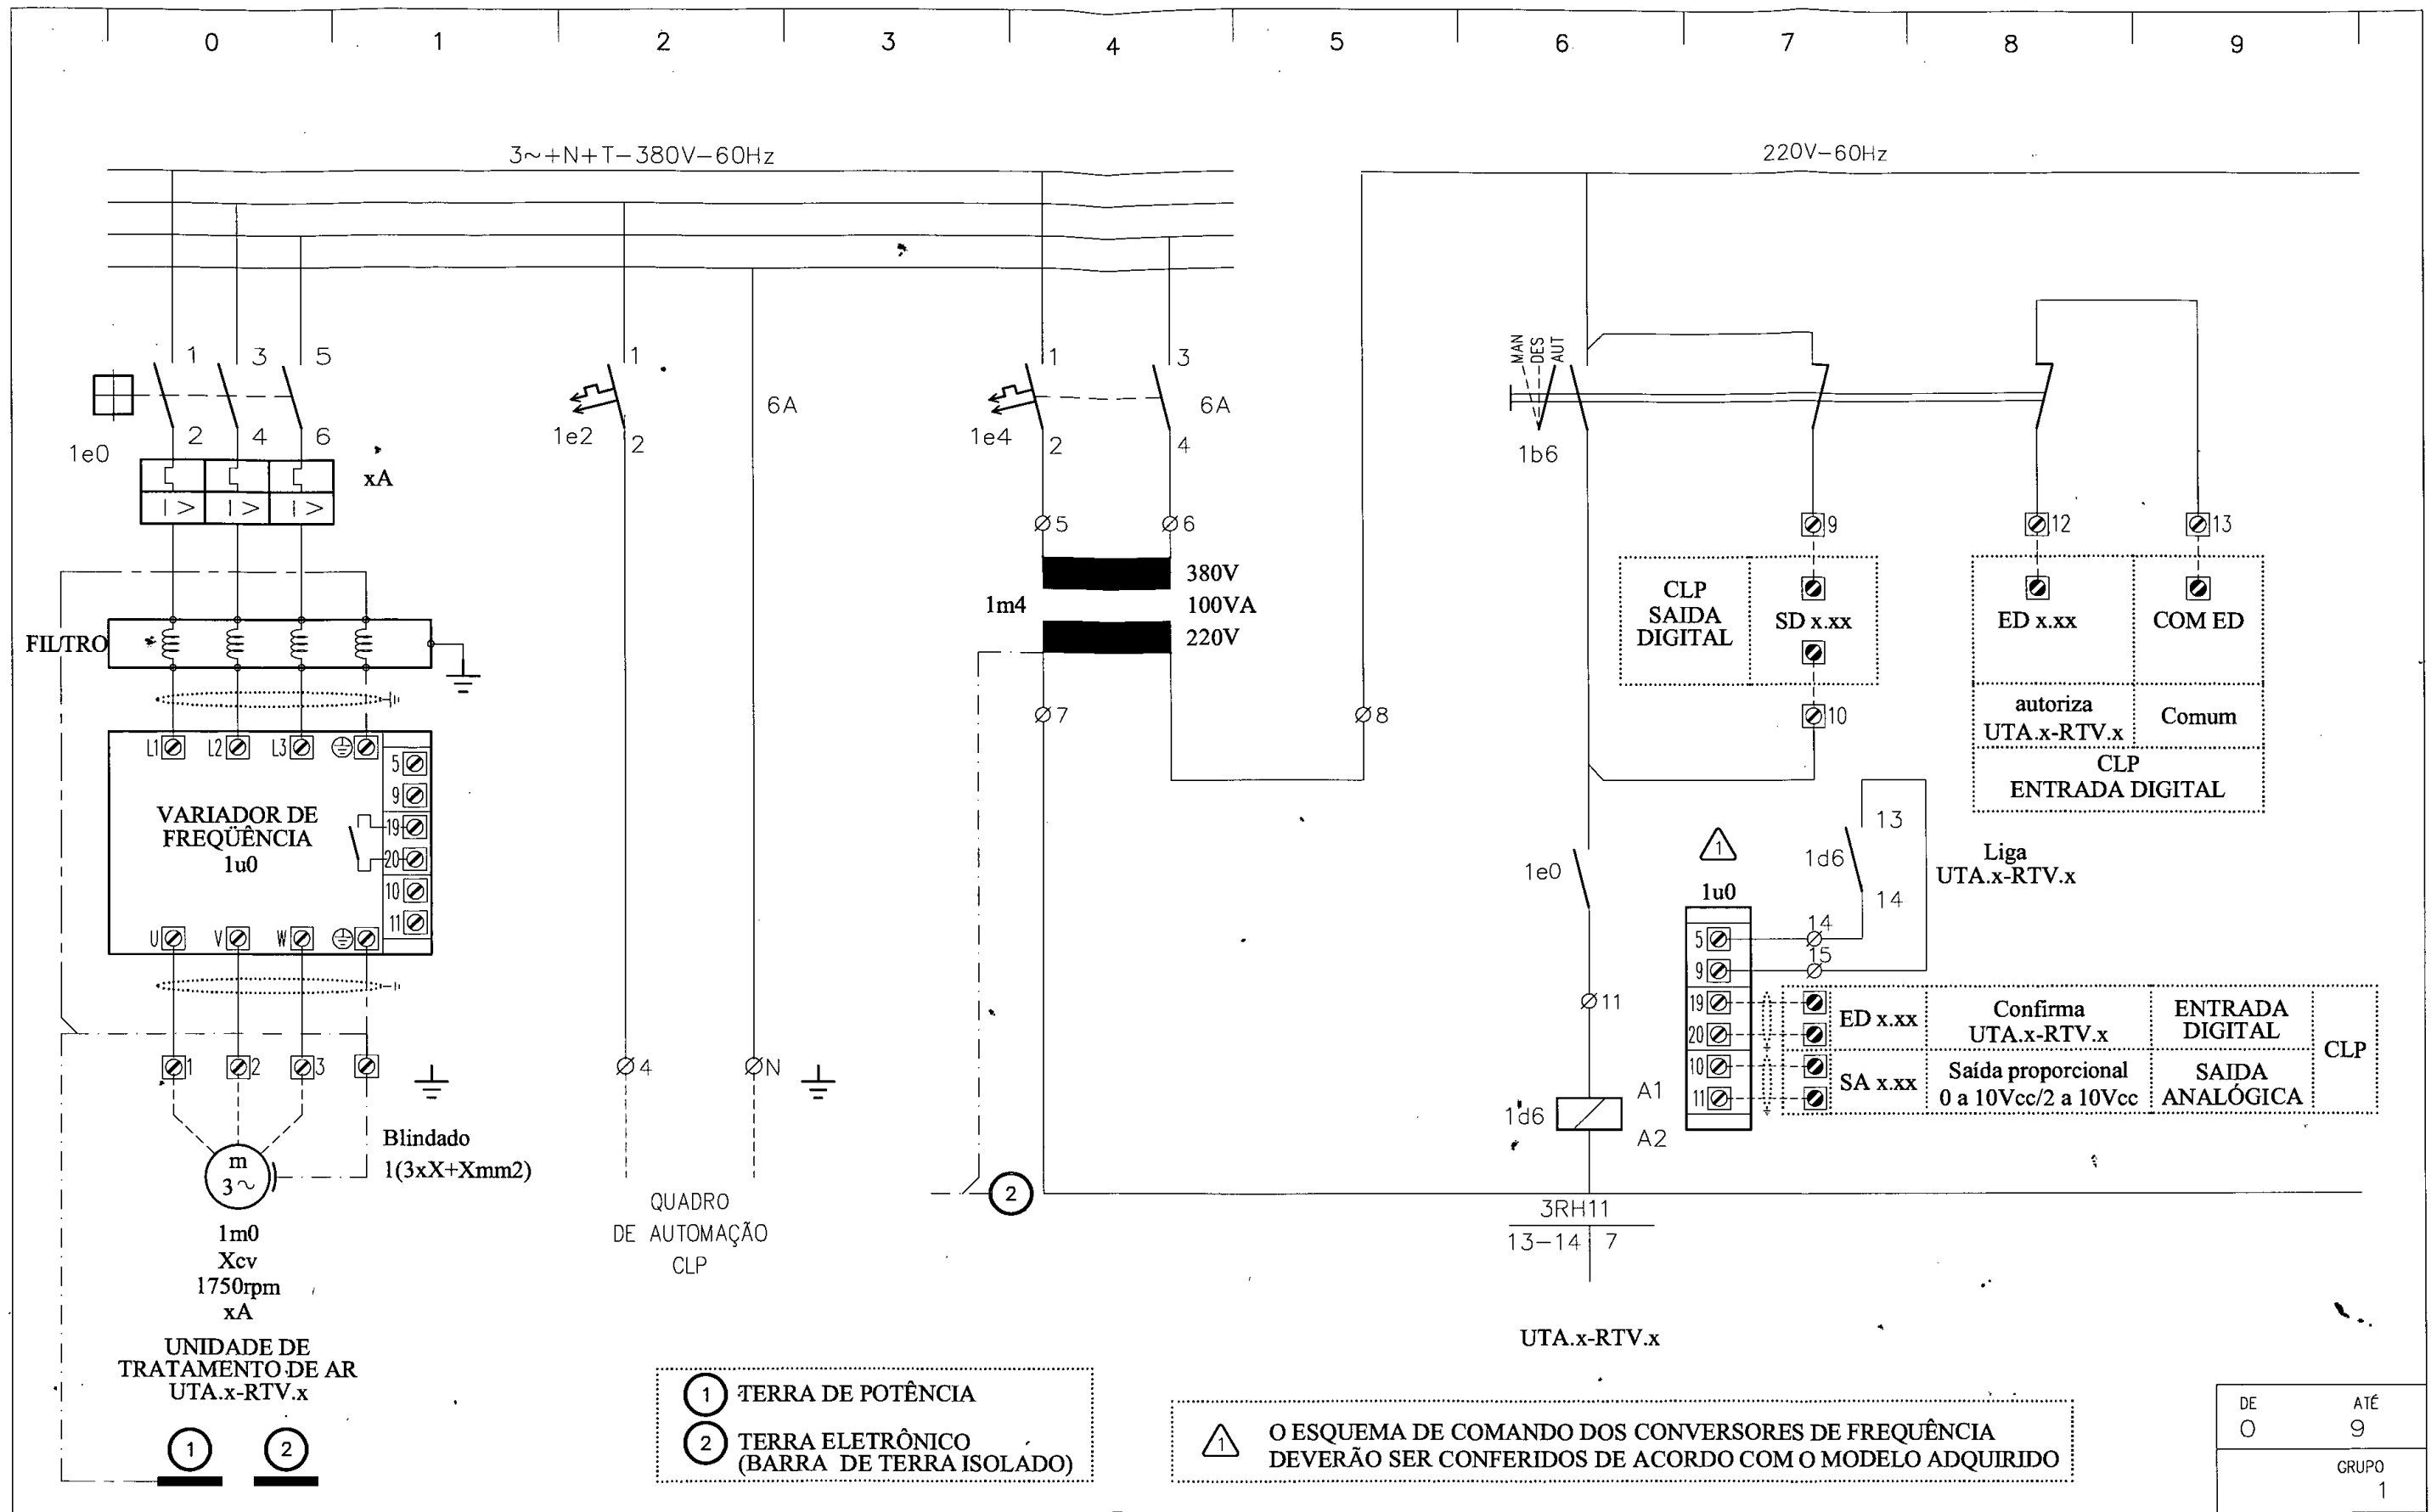 0 1 2 3 4 5 6 7 8 9
3~+N+T-380V-60Hz
220V-60Hz
1 3 5
2 4 6
1e0
xA
I> I> I>
FILTRO
L1 L2 L3
5
9
19
20
10
11
VARIADOR DE
FREQÜÊNCIA
1u0
U V W
1 2 3
m
3~
Blindado
1(3xX+Xmm2)
1m0
Xcv
1750rpm
xA
UNIDADE DE
TRATAMENTO DE AR
UTA.x-RTV.x
1 2
1
1e2
2
6A
4 N
QUADRO
DE AUTOMAÇÃO
CLP
1 3
1e4
2 4
6A
5 6
380V
1m4 100VA
220V
7 8
2
MAN
DES
AUT
1b6
9 12 13
CLP
SAIDA
DIGITAL
SD x.xx
10
ED x.xx
COM ED
autoriza
UTA.x-RTV.x
Comum
CLP
ENTRADA DIGITAL
1e0
11
1d6
A1
A2
1
1u0
5
9
19
20
10
11
13
1d6
14
14
15
Liga
UTA.x-RTV.x
ED x.xx
Confirma
UTA.x-RTV.x
ENTRADA
DIGITAL
SA x.xx
Saída proporcional
0 a 10Vcc/2 a 10Vcc
SAIDA
ANALÓGICA
CLP
3RH11
13-14 7
UTA.x-RTV.x
1 TERRA DE POTÊNCIA
2 TERRA ELETRÔNICO
(BARRA DE TERRA ISOLADO)
1 O ESQUEMA DE COMANDO DOS CONVERSORES DE FREQUÊNCIA
DEVERÃO SER CONFERIDOS DE ACORDO COM O MODELO ADQUIRIDO
DE ATÉ
0 9
GRUPO
1